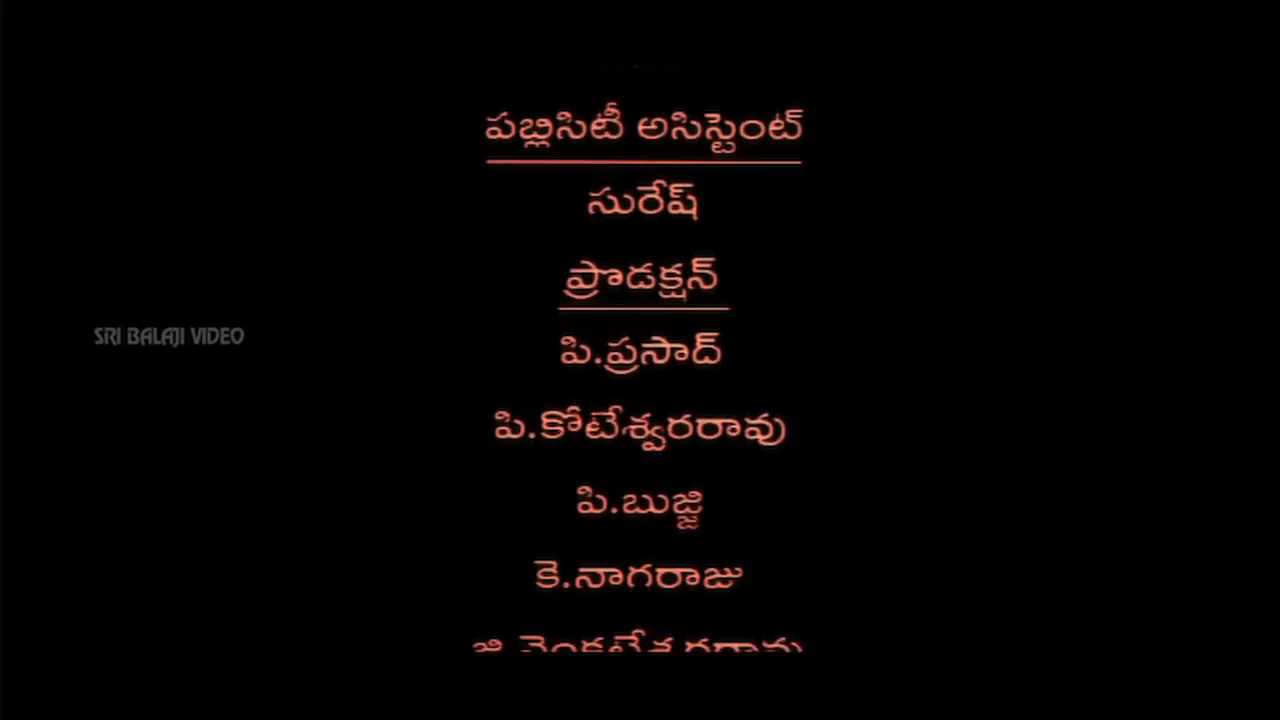 పబ్లిసిటీ అసిస్టెంట్
సురేష్
ప్రొడక్షన్
SRI BALAJI VIDEO
పి.ప్రసాద్
పి.కోటేశ్వరరావు
పి.బుజ్జి
కె.నాగరాజు